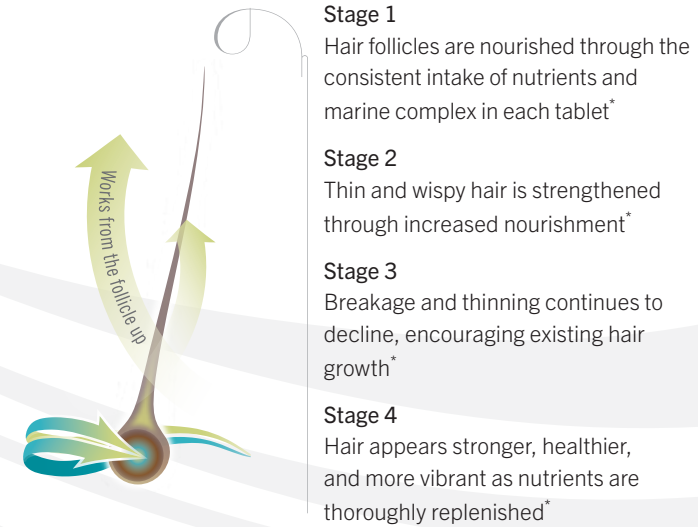 Works from the follicle up
Stage 1
Hair follicles are nourished through the
consistent intake of nutrients and
marine complex in each tablet*
Stage 2
Thin and wispy hair is strengthened
through increased nourishment*
Stage 3
Breakage and thinning continues to
decline, encouraging existing hair
growth*
Stage 4
Hair appears stronger, healthier,
and more vibrant as nutrients are
thoroughly replenished*